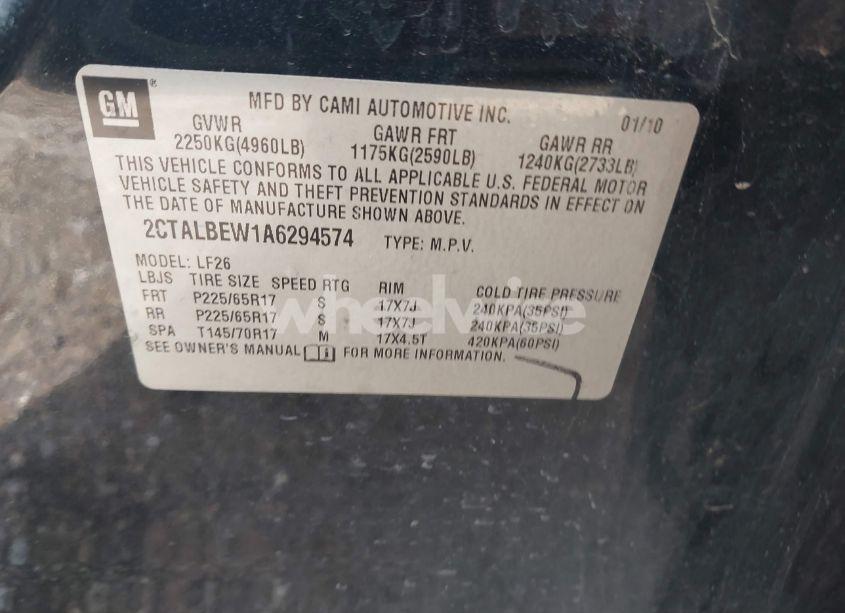 GM®
MFD BY CAMI AUTOMOTIVE INC. 01/10
GVWR GAWR FRT GAWR RR
2250KG(4960LB) 1175KG(2590LB) 1240KG(2733LB)
THIS VEHICLE CONFORMS TO ALL APPLICABLE U.S. FEDERAL MOTOR
VEHICLE SAFETY AND THEFT PREVENTION STANDARDS IN EFFECT ON
THE DATE OF MANUFACTURE SHOWN ABOVE.
2CTALBEW1A6294574 TYPE: M.P.V.
MODEL: LF26
LBJS TIRE SIZE SPEED RTG RIM COLD TIRE PRESSURE
FRT P225/65R17 S 17X7J 240KPA(35PSI)
RR P225/65R17 S 17X7J 240KPA(35PSI)
SPA T145/70R17 M 17X4.5T 420KPA(60PSI)
SEE OWNER'S MANUAL FOR MORE INFORMATION.
wheelwire